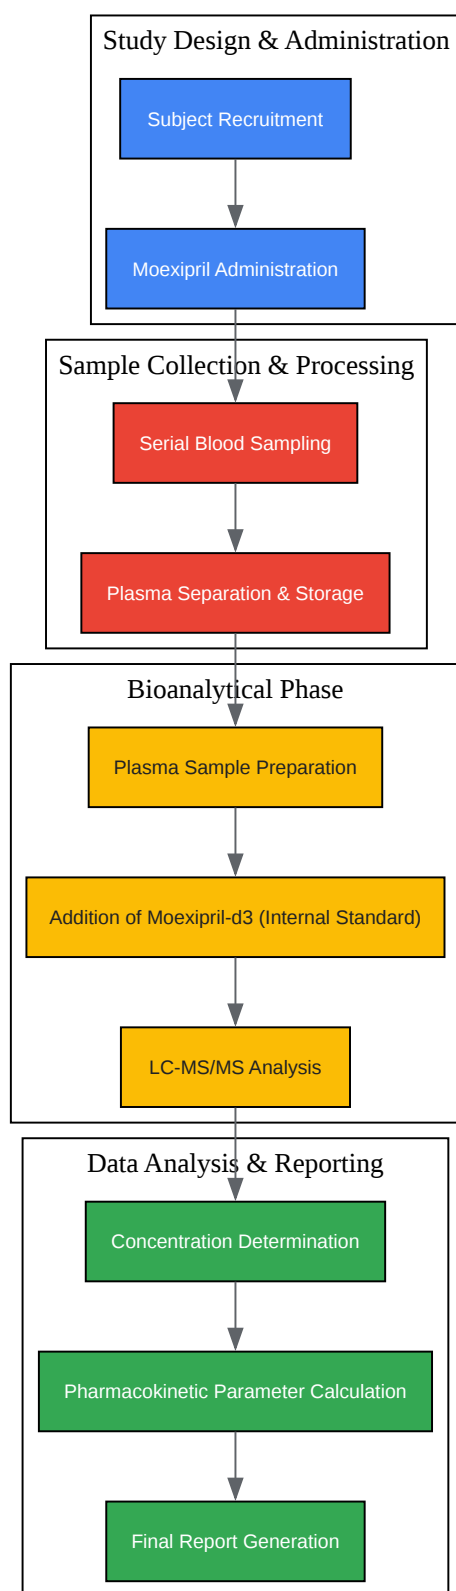 Study Design & Administration
Subject Recruitment
Moexipril Administration
Sample Collection & Processing
Serial Blood Sampling
Plasma Separation & Storage
Bioanalytical Phase
Plasma Sample Preparation
Addition of Moexipril-d3 (Internal Standard)
LC-MS/MS Analysis
Data Analysis & Reporting
Concentration Determination
Pharmacokinetic Parameter Calculation
Final Report Generation